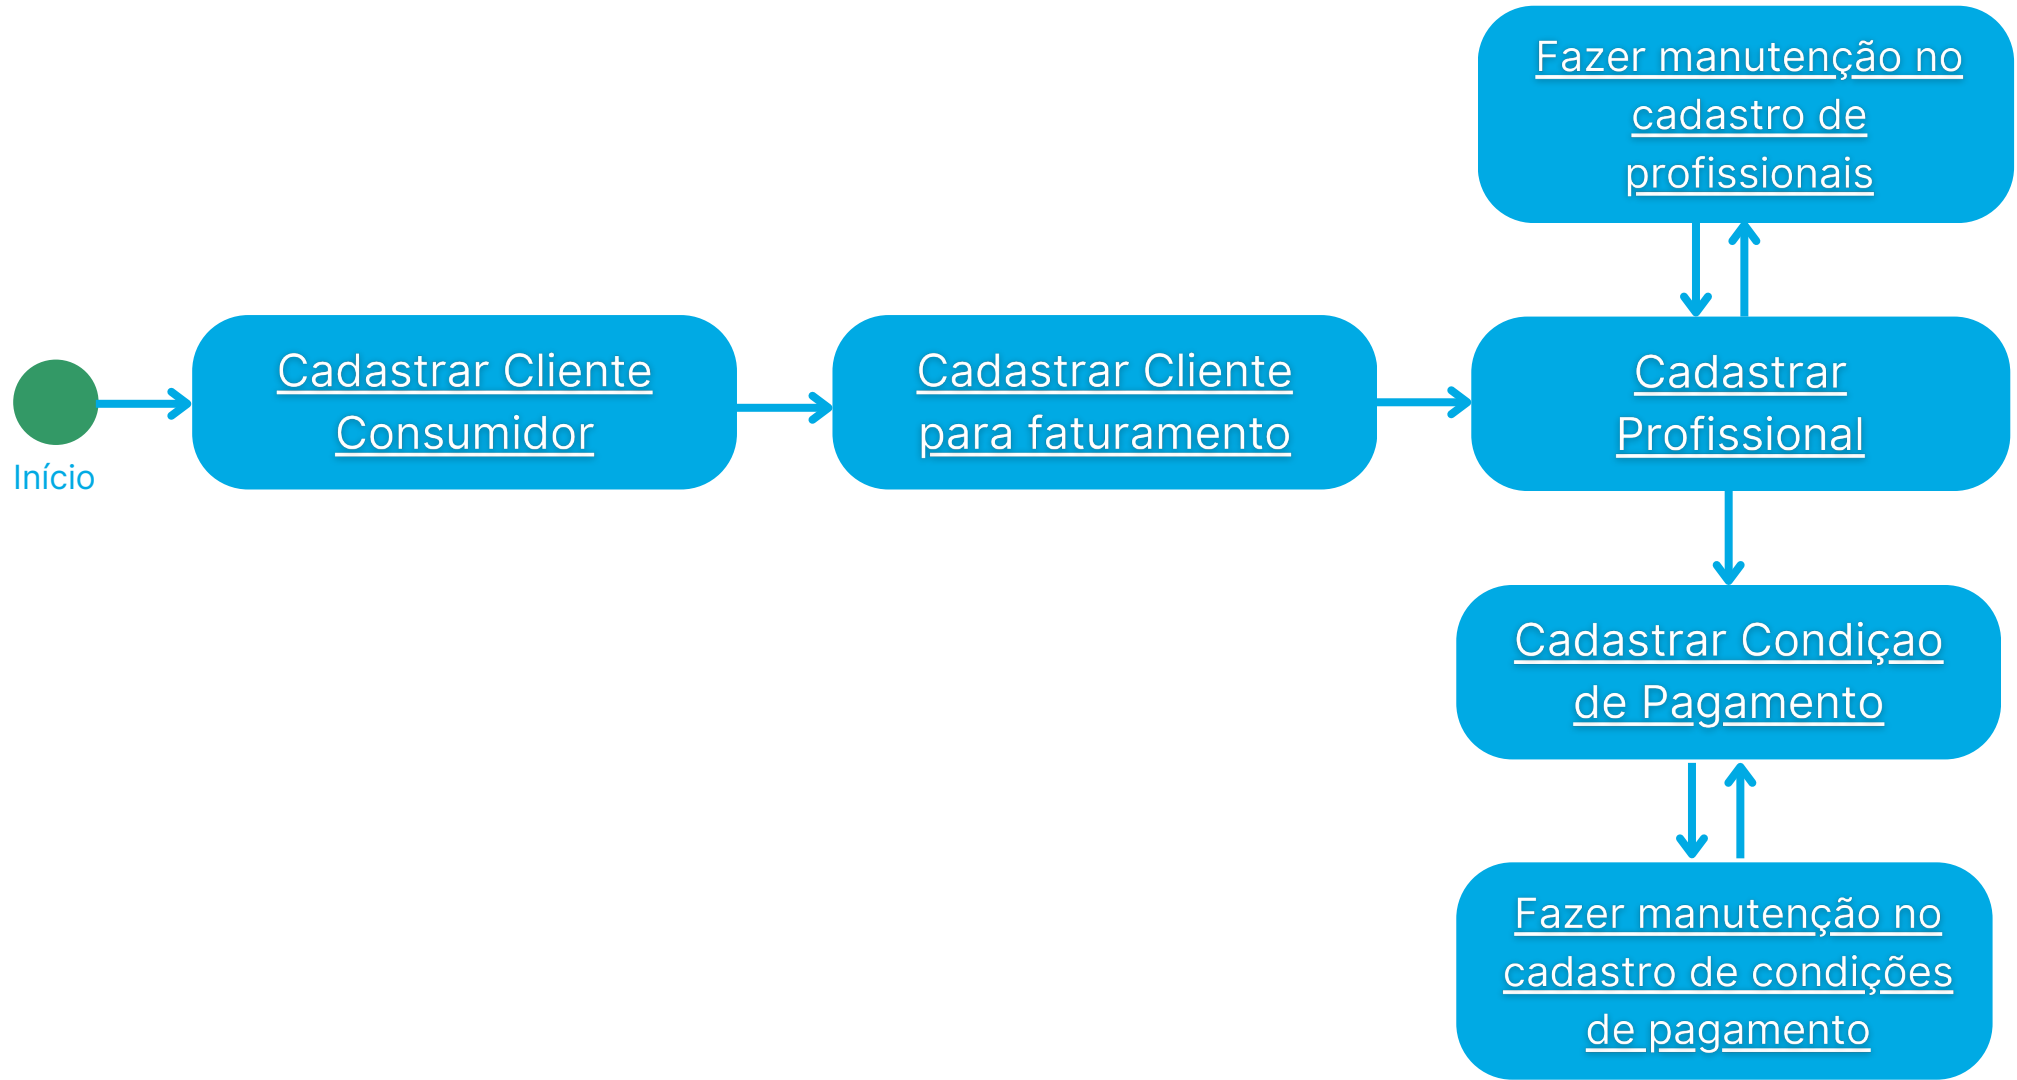 Fazer manutenção no
cadastro de
profissionais
Início
Cadastrar Cliente
Consumidor
Cadastrar Cliente
para faturamento
Cadastrar
Profissional
Cadastrar Condiçao
de Pagamento
Fazer manutenção no
cadastro de condições
de pagamento